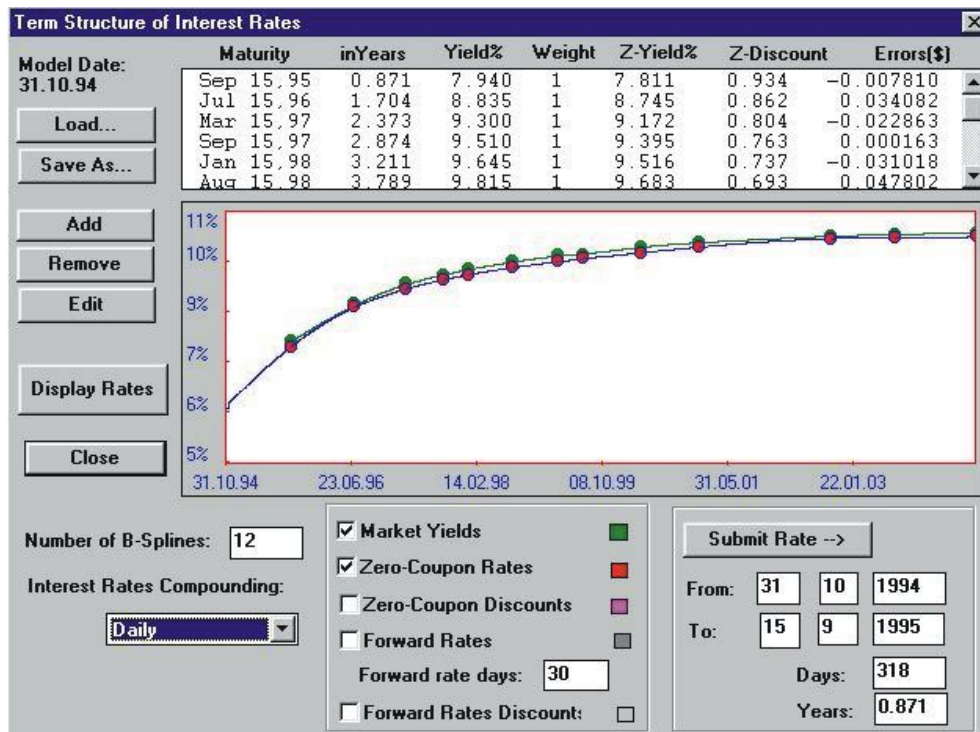 Term Structure of Interest Rates
Model Date:
31.10.94
Load...
Save As...
Maturity inYears Yield% Weight Z-Yield% Z-Discount Errors($)
Sep 15,95 0.871 7.940 1 7.811 0.934 -0.007810
Jul 15,96 1.704 8.835 1 8.745 0.862 0.034082
Mar 15,97 2.373 9.300 1 9.172 0.804 -0.022863
Sep 15,97 2.874 9.510 1 9.395 0.763 0.000163
Jan 15,98 3.211 9.645 1 9.516 0.737 -0.031018
Aug 15,98 3.789 9.815 1 9.683 0.693 0.047802
Add
Remove
Edit
Display Rates
Close
11%
10%
9%
7%
6%
5%
31.10.94 23.06.96 14.02.98 08.10.99 31.05.01 22.01.03
Number of B-Splines: 12
Interest Rates Compounding:
Daily
Market Yields
Zero-Coupon Rates
Zero-Coupon Discounts
Forward Rates
Forward rate days: 30
Forward Rates Discount:
Submit Rate -->
From: 31 10 1994
To: 15 9 1995
Days: 318
Years: 0.871